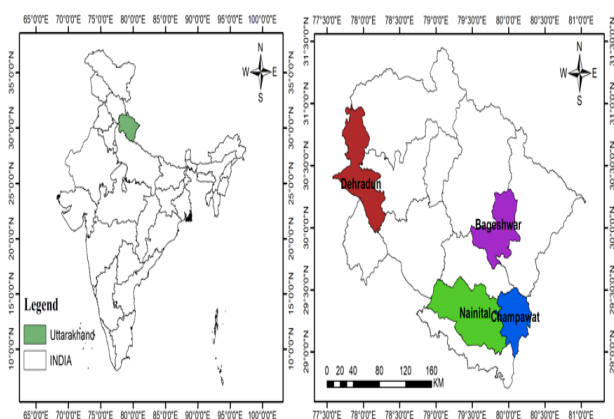 65°0'0"E 70°0'0"E 75°0'0"E 80°0'0"E 85°0'0"E 90°0'0"E 95°0'0"E 100°0'0"E
35°0'0"N
30°0'0"N
25°0'0"N
20°0'0"N
15°0'0"N
10°0'0"N
N
W E
S
Legend
Uttarakhand
INDIA
65°0'0"E 70°0'0"E 75°0'0"E 80°0'0"E 85°0'0"E 90°0'0"E 95°0'0"E 100°0'0"E
77°30'0"E 78°0'0"E 78°30'0"E 79°0'0"E 79°30'0"E 80°0'0"E 80°30'0"E 81°0'0"E
31°30'0"N
31°0'0"N
30°30'0"N
30°0'0"N
29°30'0"N
29°0'0"N
N
W E
S
Dehradun
Bageshwar
Nainital
Champawat
0 20 40 80 120 160
KM
77°30'0"E 78°0'0"E 78°30'0"E 79°0'0"E 79°30'0"E 80°0'0"E 80°30'0"E 81°0'0"E